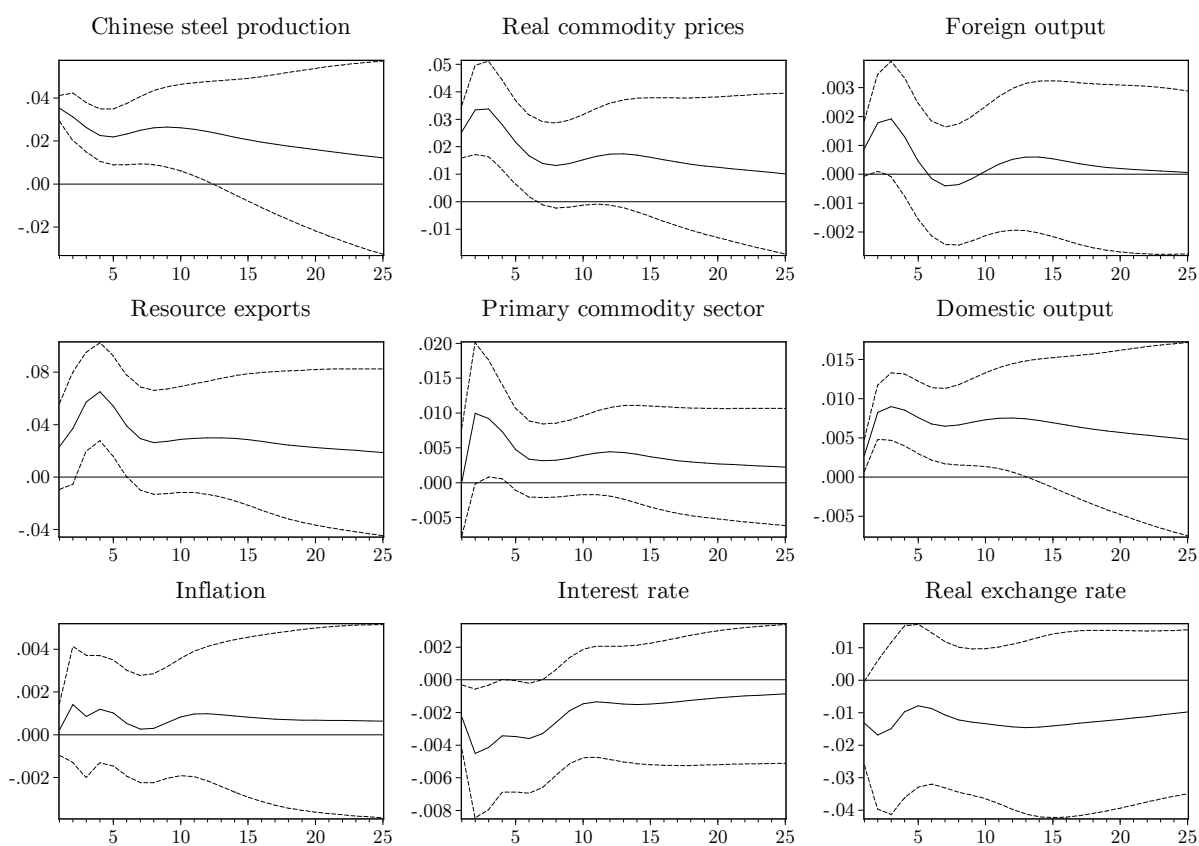 Chinese steel production Real commodity prices Foreign output
.04 .02 .00 -.02
5 10 15 20 25
.05 .04 .03 .02 .01 .00 -.01
5 10 15 20 25
.003 .002 .001 .000 -.001 -.002
5 10 15 20 25
Resource exports Primary commodity sector Domestic output
.08 .04 .00 -.04
5 10 15 20 25
.020 .015 .010 .005 .000 -.005
5 10 15 20 25
.015 .010 .005 .000 -.005
5 10 15 20 25
Inflation Interest rate Real exchange rate
.004 .002 .000 -.002
5 10 15 20 25
.002 .000 -.002 -.004 -.006 -.008
5 10 15 20 25
.01 .00 -.01 -.02 -.03 -.04
5 10 15 20 25